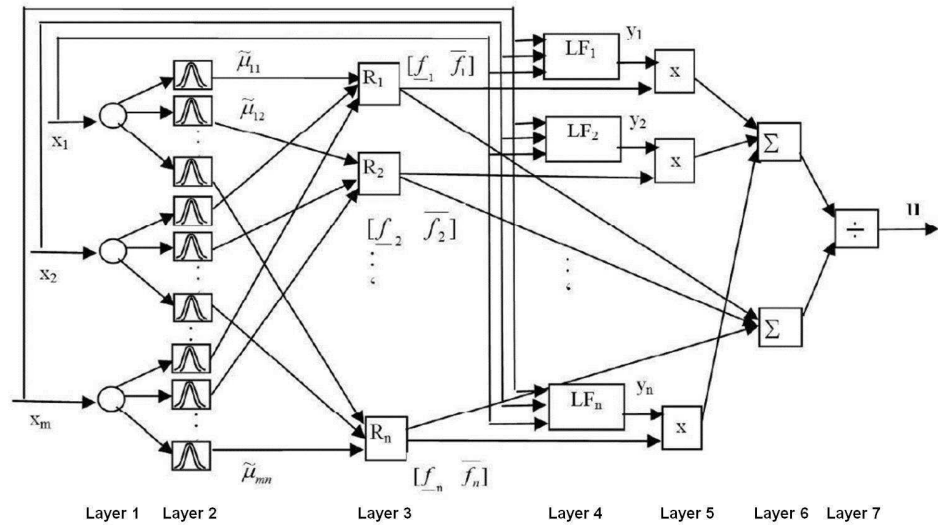 μ̃₁₁
[f̲₁ f̅₁]
LF₁
y₁
R₁
x
μ̃₁₂
x₁
LF₂
y₂
R₂
x
Σ
[f̲₂ f̅₂]
÷
u
x₂
Σ
LFₙ
yₙ
xₘ
Rₙ
x
μ̃ₘₙ
[f̲ₙ f̅ₙ]
Layer 1 Layer 2 Layer 3 Layer 4 Layer 5 Layer 6 Layer 7